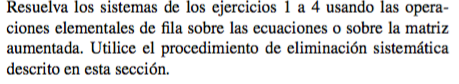 Resuelva los sistemas de los ejercicios 1 a 4 usando las opera-
ciones elementales de fila sobre las ecuaciones o sobre la matriz
aumentada. Utilice el procedimiento de eliminación sistemática
descrito en esta sección.